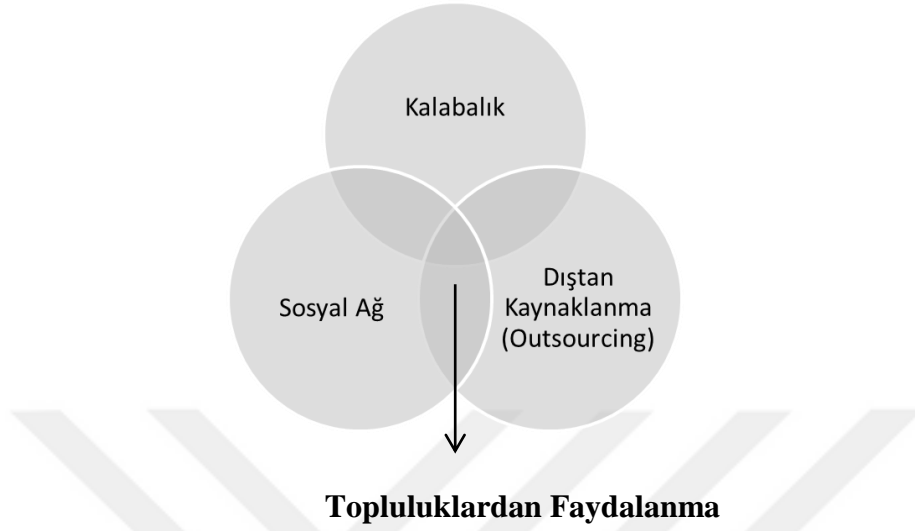 Kalabalık
Sosyal Ağ
Dıştan
Kaynaklanma
(Outsourcing)
Topluluklardan Faydalanma